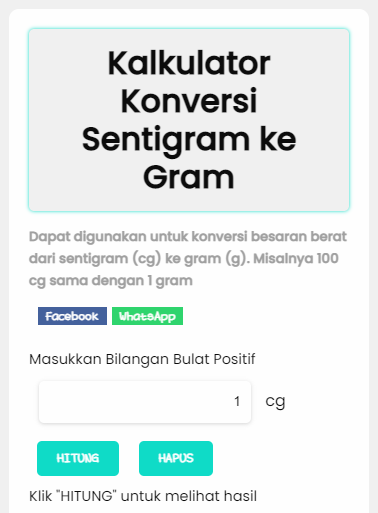 Kalkulator
Konversi
Sentigram ke
Gram
Dapat digunakan untuk konversi besaran berat
dari sentigram (cg) ke gram (g). Misalnya 100
cg sama dengan 1 gram
Facebook WhatsApp
Masukkan Bilangan Bulat Positif
1 cg
HITUNG HAPUS
Klik "HITUNG" untuk melihat hasil